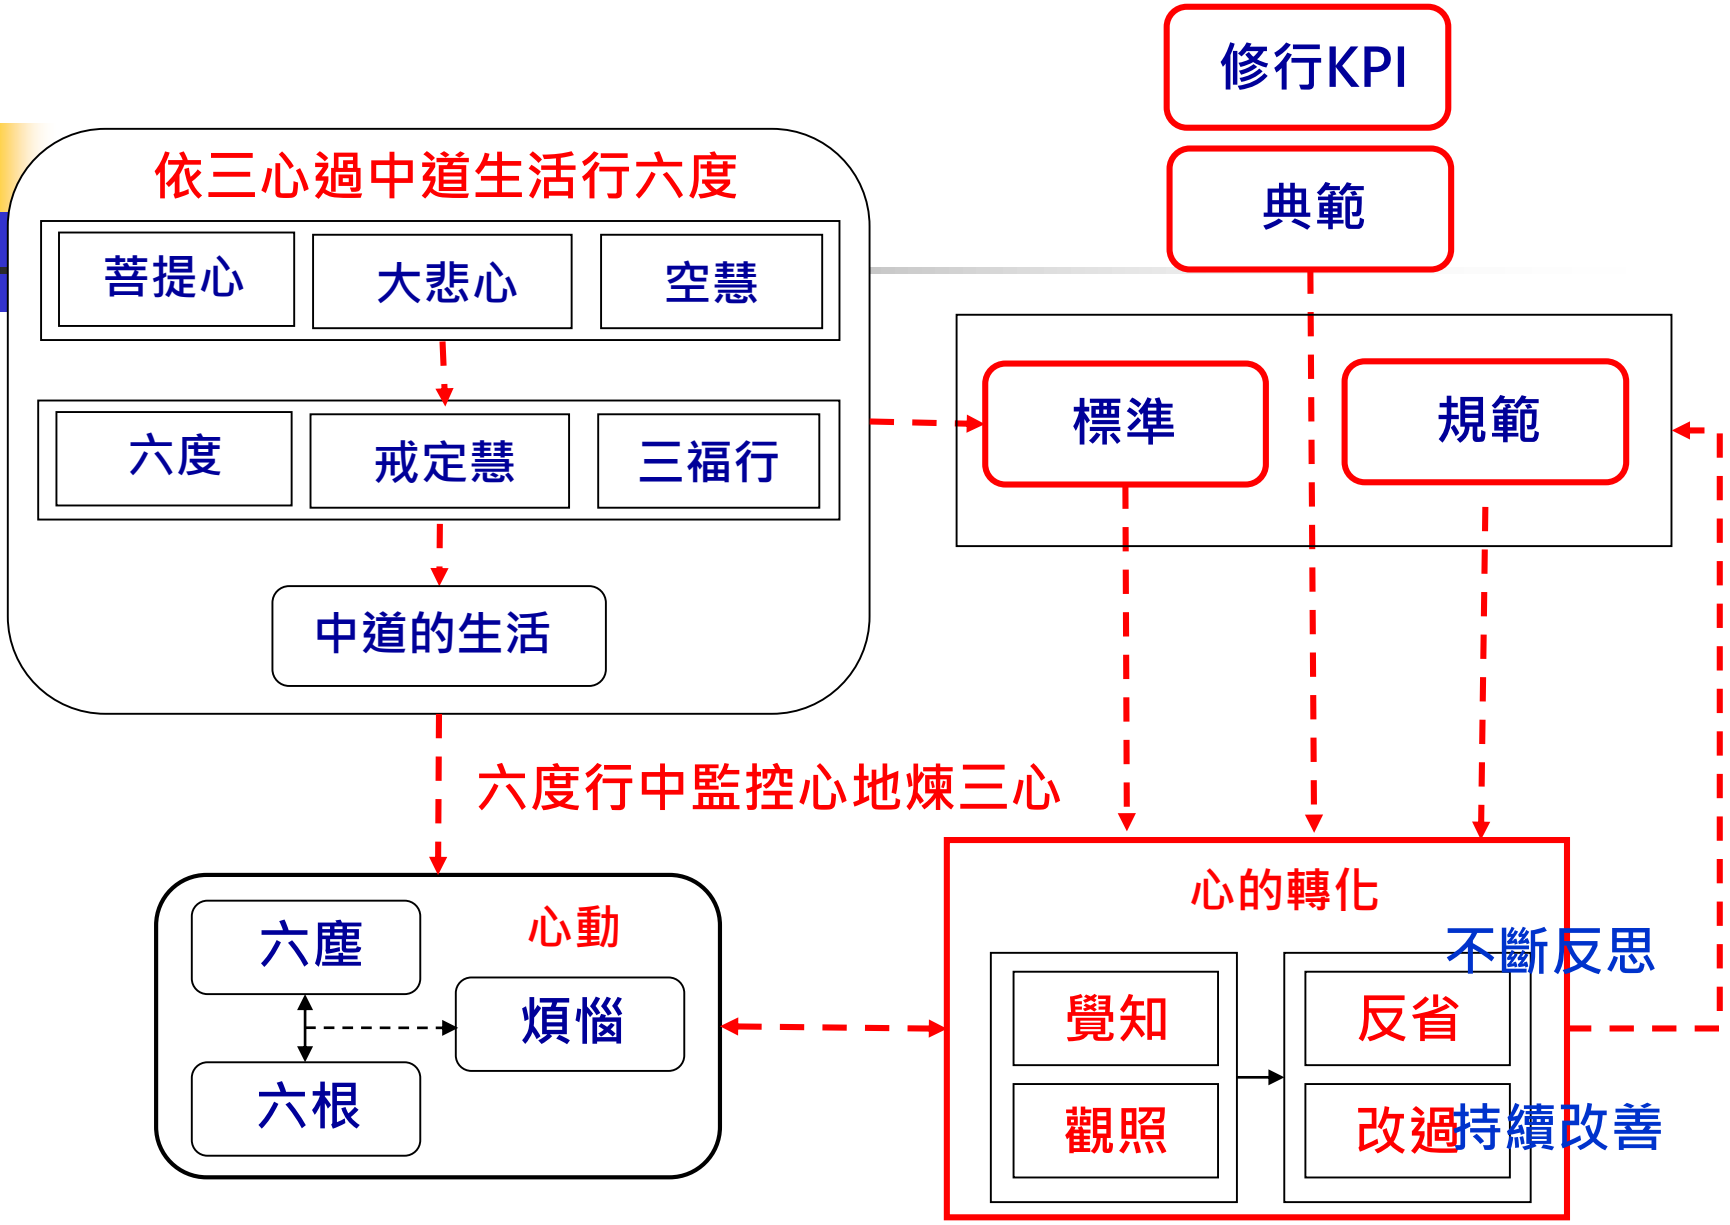 修行KPI
典範
依三心過中道生活行六度
菩提心
大悲心
空慧
六度
戒定慧
三福行
中道的生活
標準
規範
六度行中監控心地煉三心
心動
六塵
煩惱
六根
心的轉化
不斷反思
覺知
反省
觀照
改過
持續改善